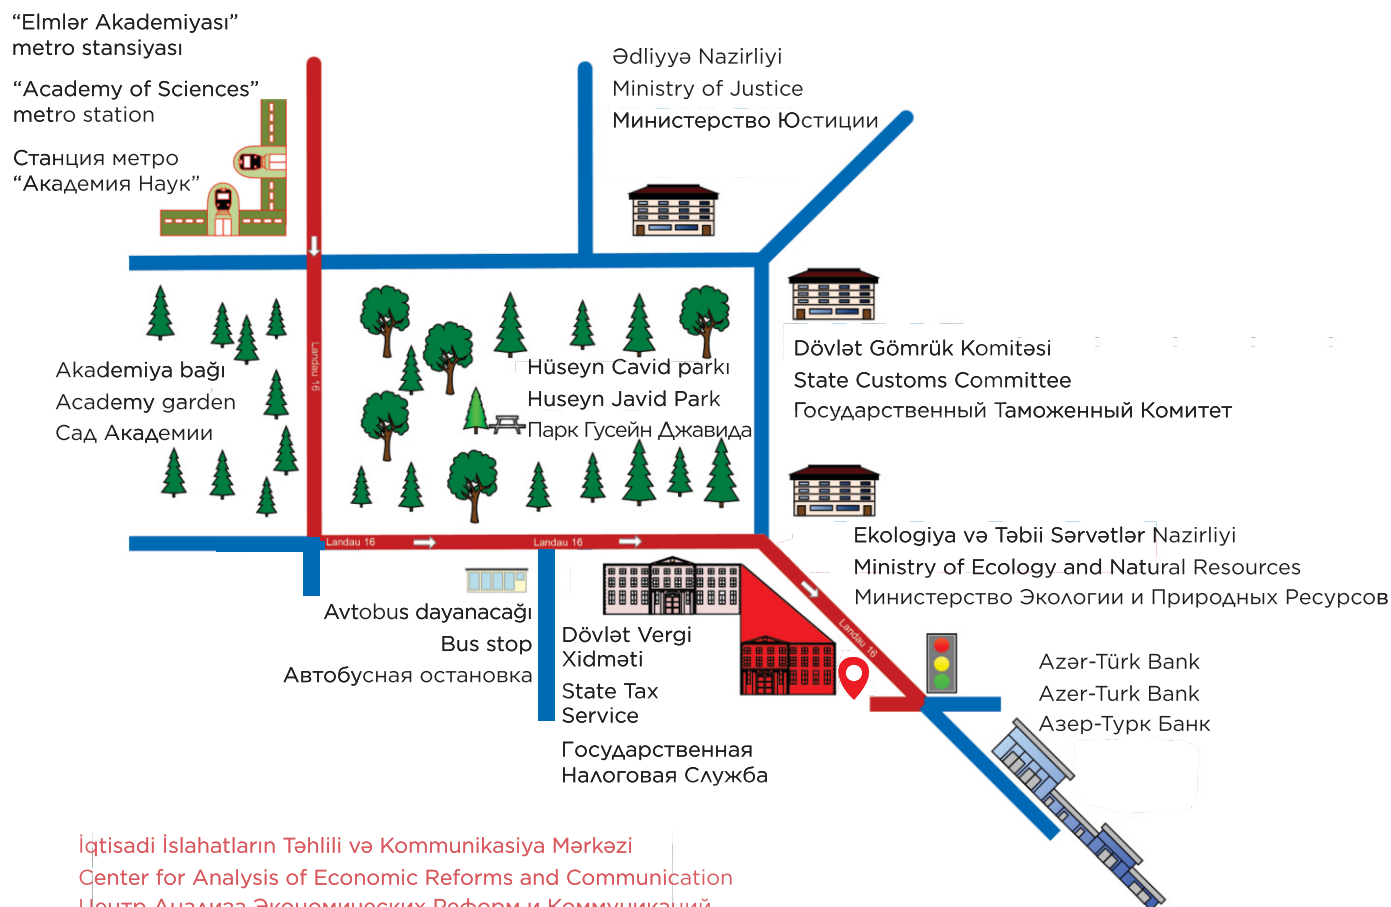 “Elmlər Akademiyası”
metro stansiyası
“Academy of Sciences”
metro station
Станция метро
“Академия Наук”
Ədliyyə Nazirliyi
Ministry of Justice
Министерство Юстиции
Landau 16
Akademiya bağı
Academy garden
Сад Академии
Hüseyn Cavid parkı
Huseyn Javid Park
Парк Гусейн Джавида
Dövlət Gömrük Komitəsi
State Customs Committee
Государственный Таможенный Комитет
Landau 16
Landau 16
Ekologiya və Təbii Sərvətlər Nazirliyi
Ministry of Ecology and Natural Resources
Министерство Экологии и Природных Ресурсов
Avtobus dayanacağı
Bus stop
Автобусная остановка
Dövlət Vergi
Xidməti
State Tax
Service
Государственная
Налоговая Служба
Landau 16
Azər-Türk Bank
Azer-Turk Bank
Азер-Турк Банк
İqtisadi İslahatların Təhlili və Kommunikasiya Mərkəzi
Center for Analysis of Economic Reforms and Communication
Центр Анализа Экономических Реформ и Коммуникаций